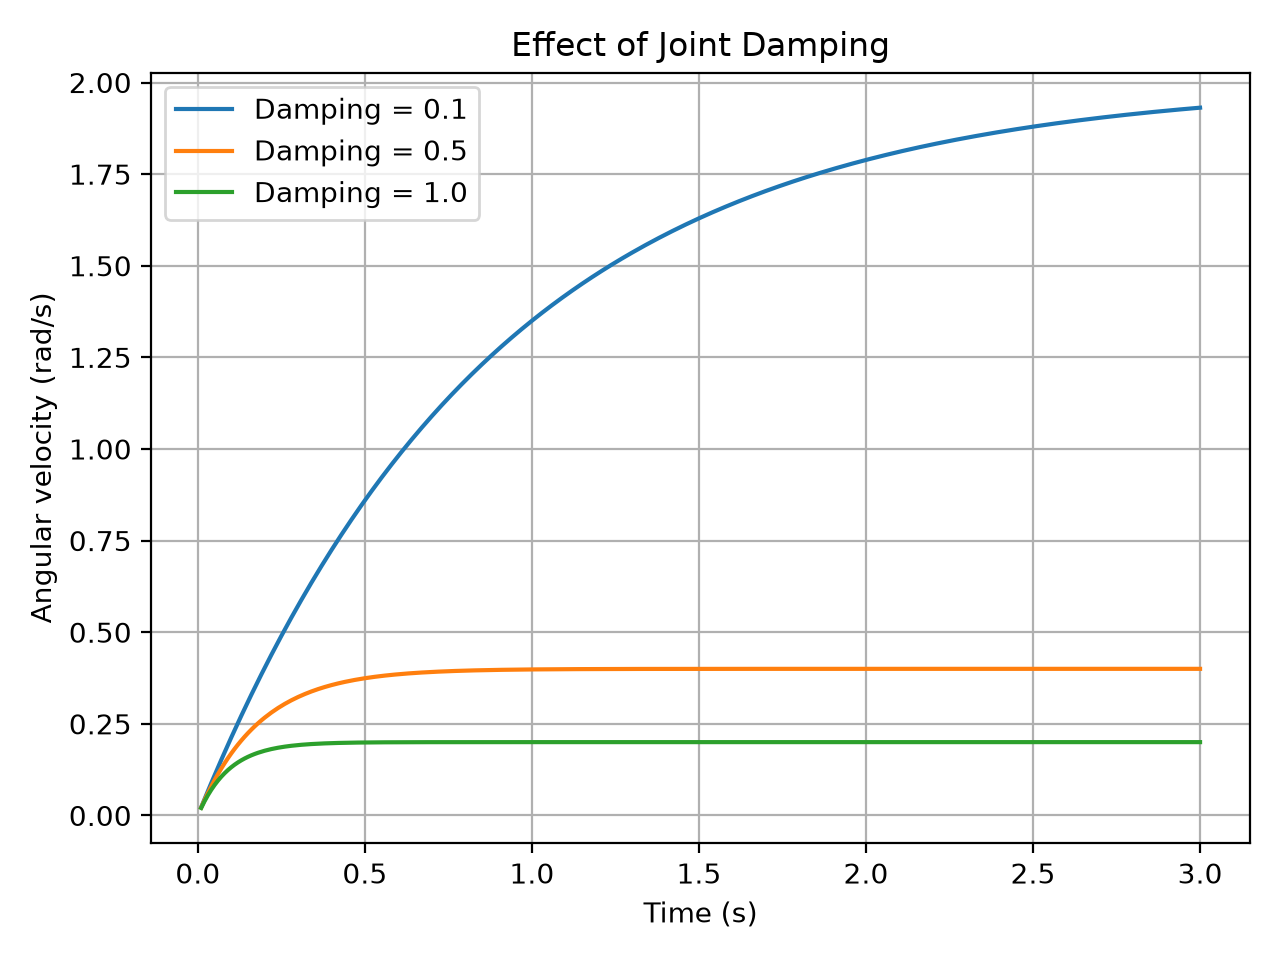 Effect of Joint Damping
Damping = 0.1
Damping = 0.5
Damping = 1.0
2.00
1.75
1.50
1.25
1.00
0.75
0.50
0.25
0.00
Angular velocity (rad/s)
0.0 0.5 1.0 1.5 2.0 2.5 3.0
Time (s)